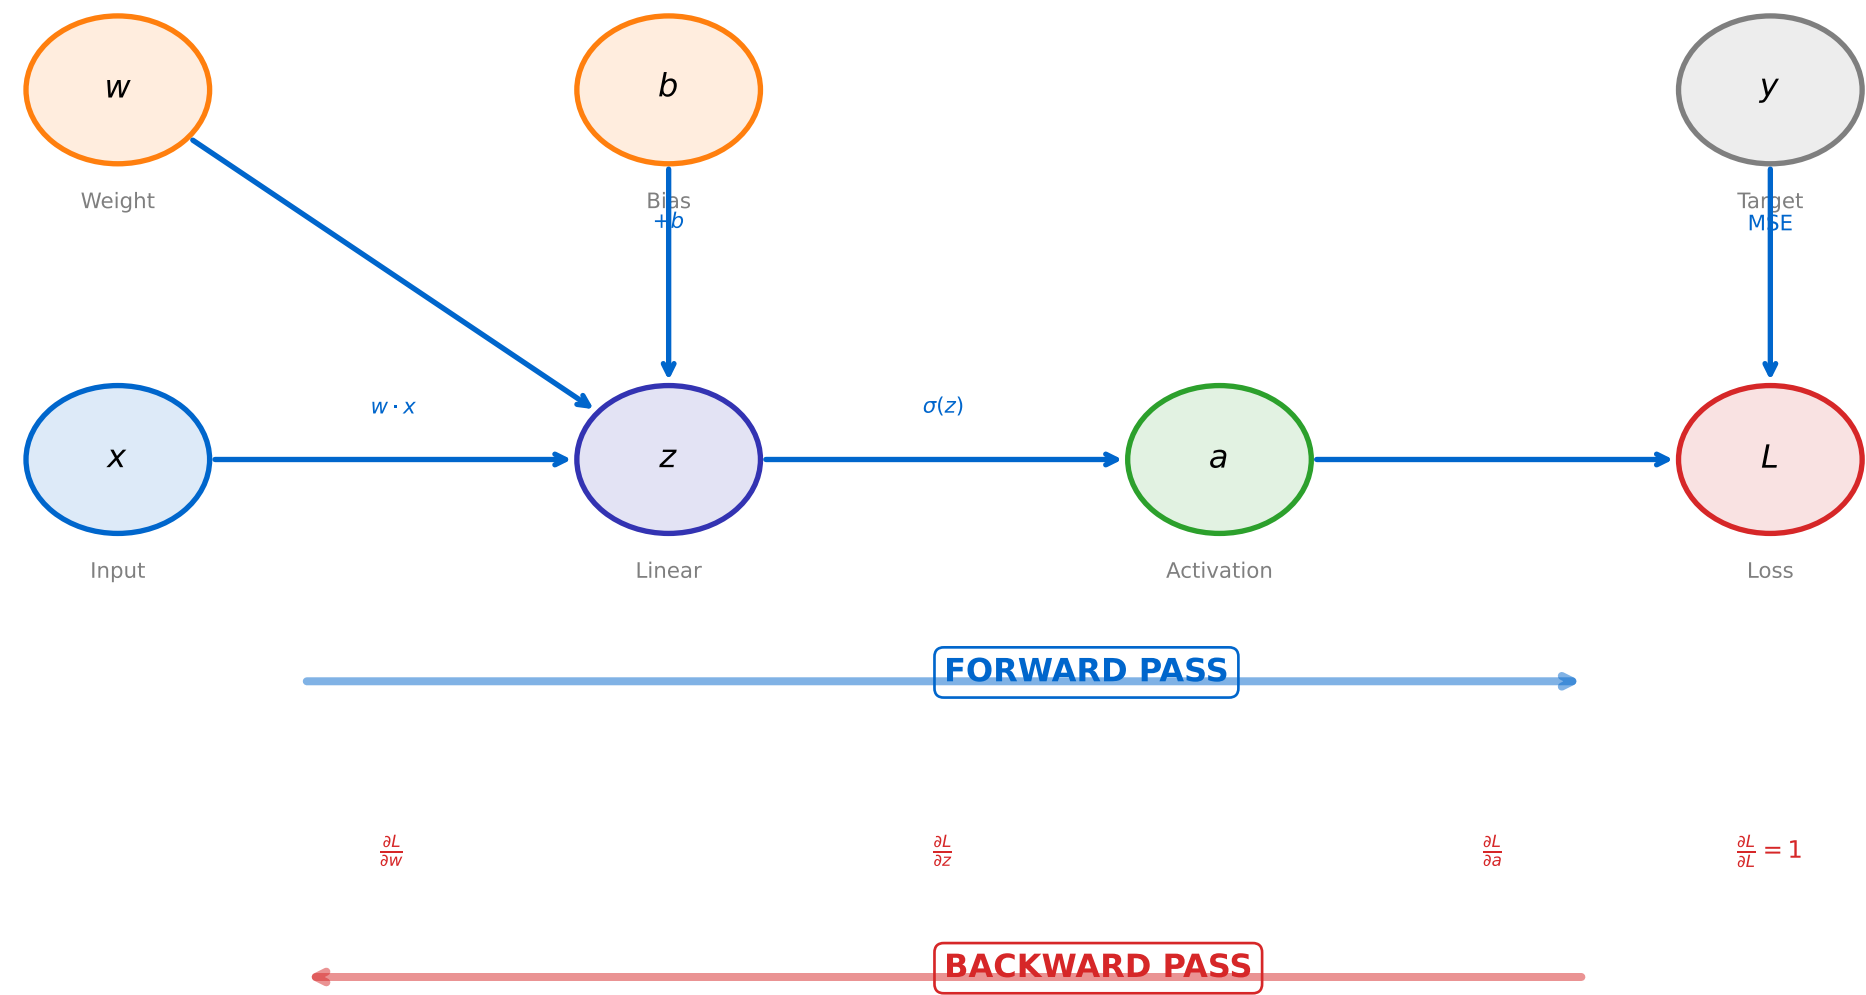 w
b
y
Weight
Bias
Target
+b
MSE
w · x
σ(z)
x
z
a
L
Input
Linear
Activation
Loss
FORWARD PASS
∂L/∂w
∂L/∂z
∂L/∂a
∂L/∂L = 1
BACKWARD PASS